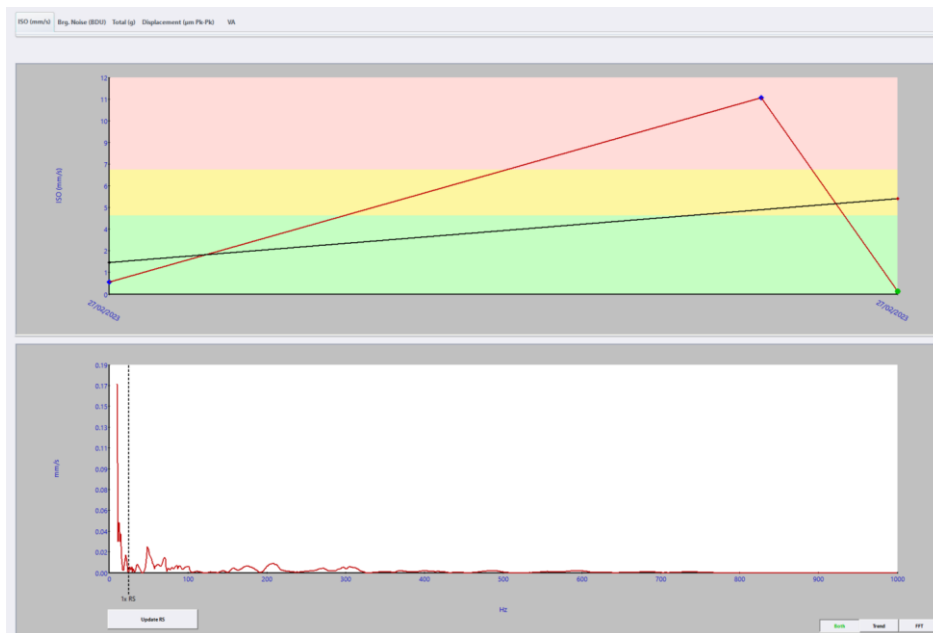 ISO (mm/s) Brg. Noise (BDU) Total (g) Displacement (µm Pk-Pk) VA
12
11
10
9
7
6
5
4
2
1
0
ISO (mm/s)
27/02/2023 27/02/2023
0.19
0.17
0.15
0.13
0.11
0.09
0.08
0.06
0.04
0.02
0.00
mm/s
0 100 200 300 400 500 600 700 800 900 1000
1x RS
Hz
Update RS
Both Trend FFT